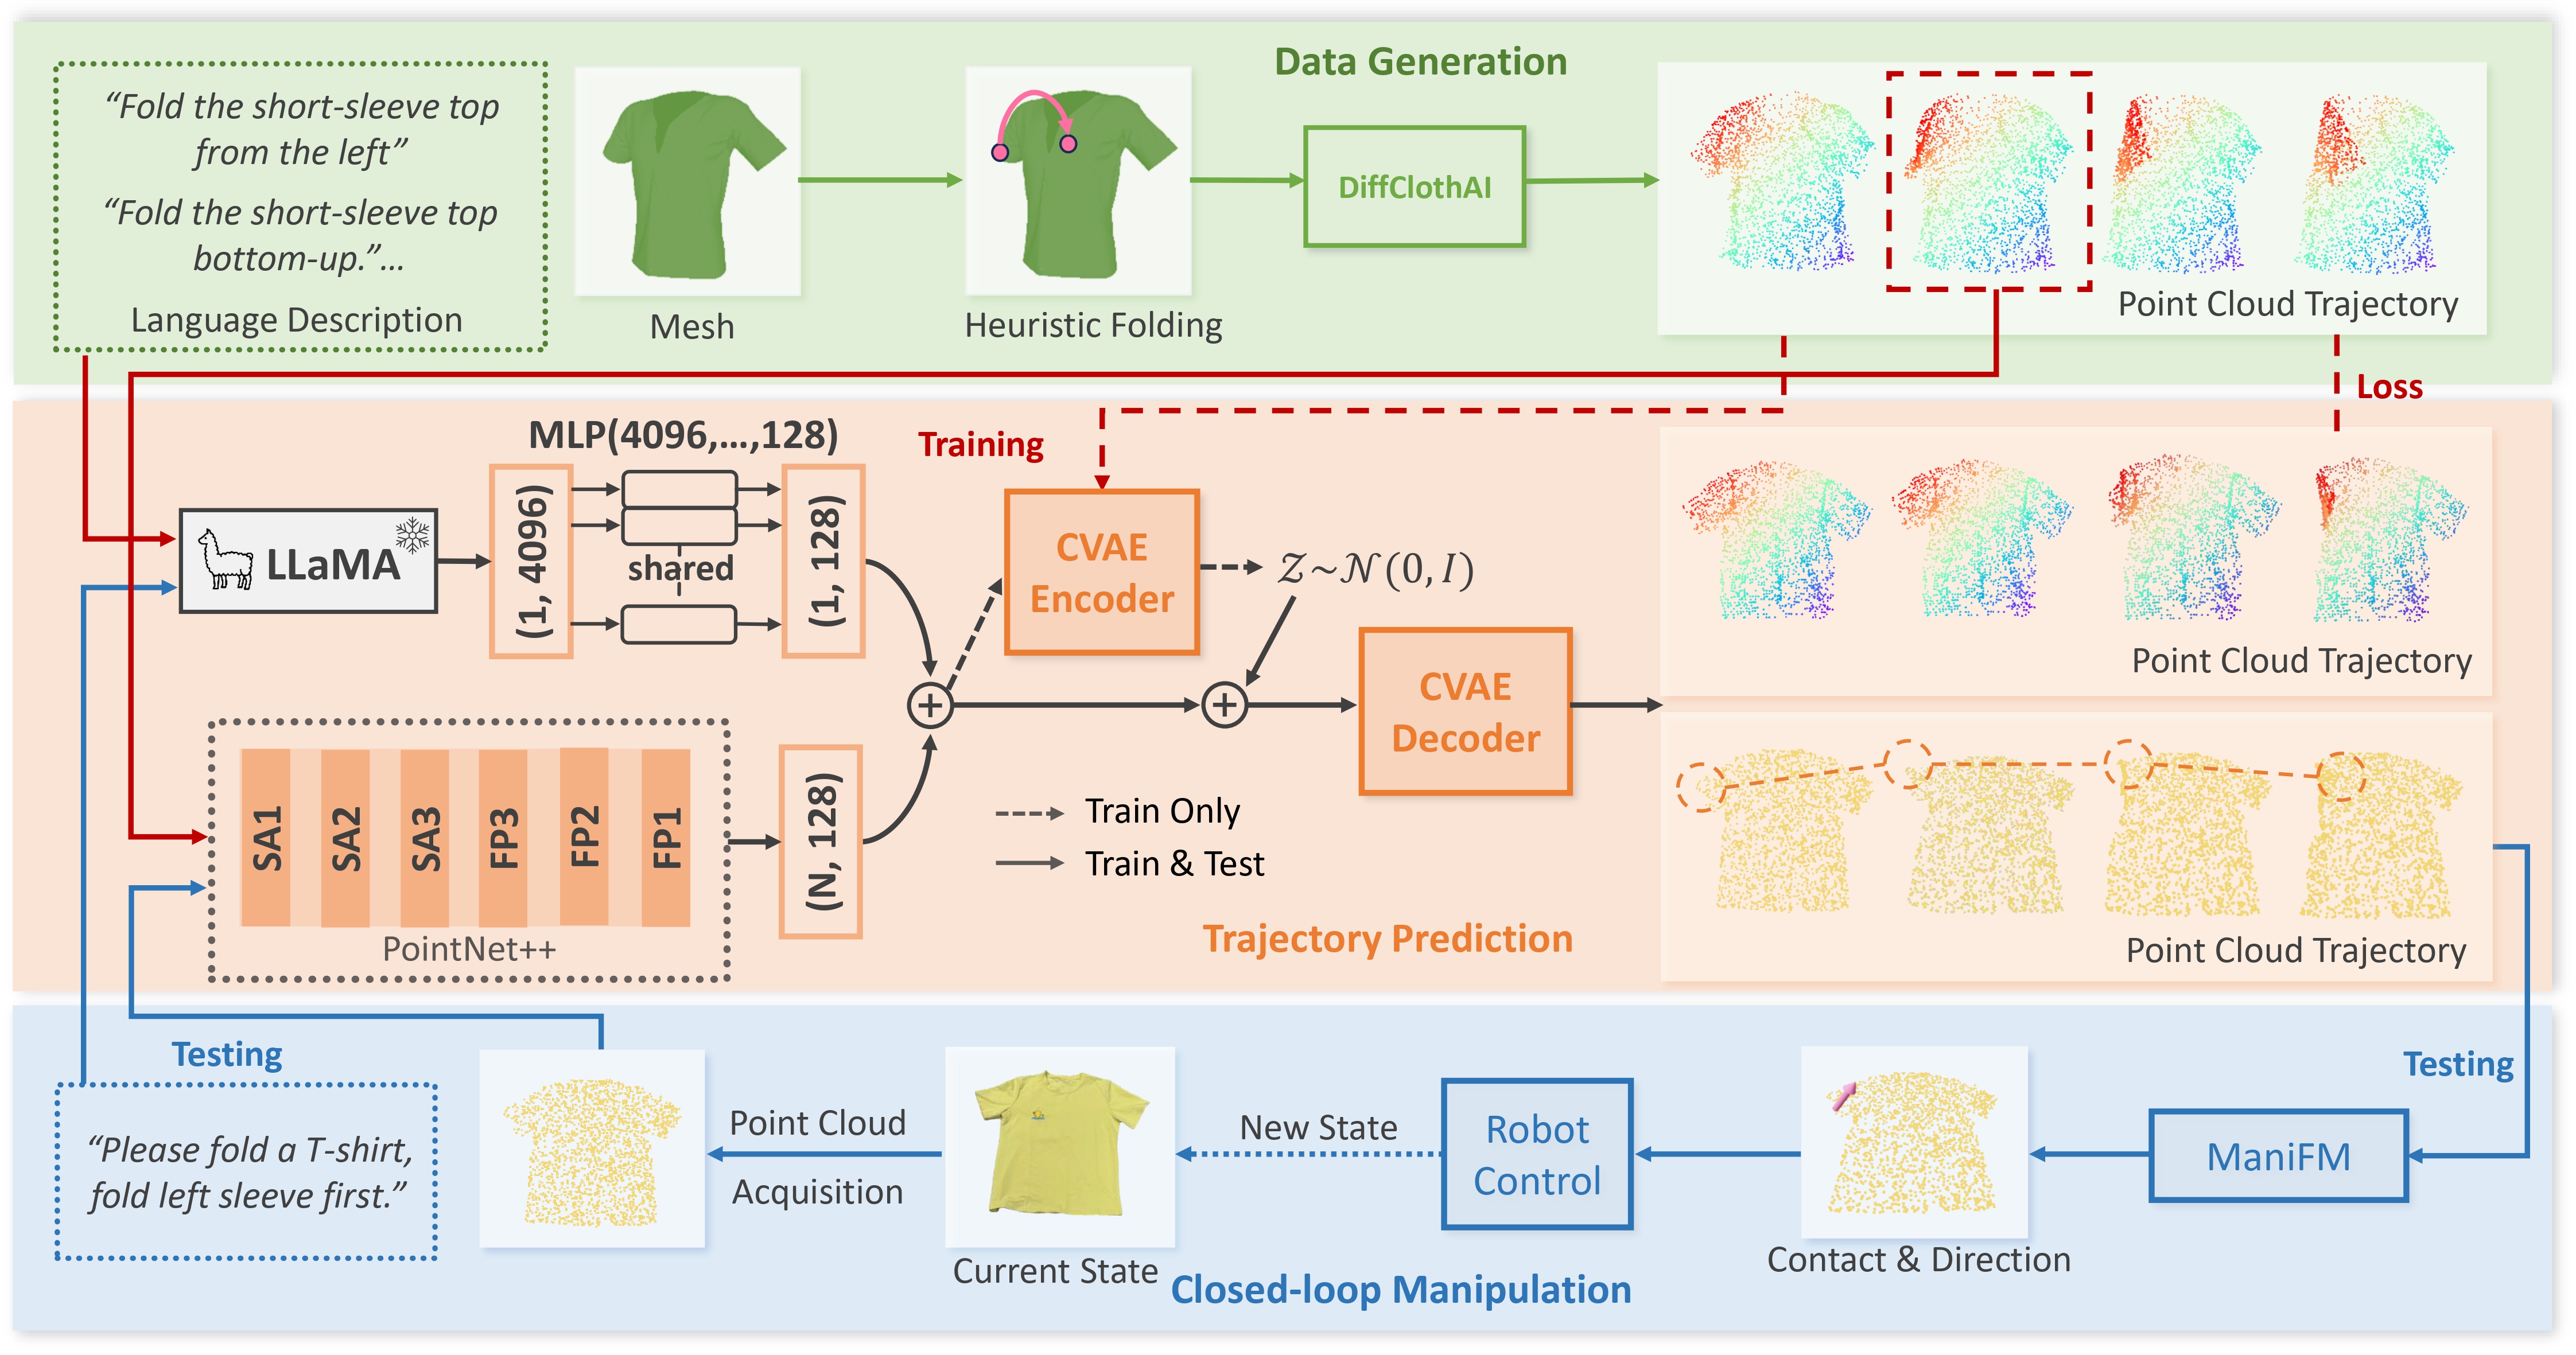 Data Generation
“Fold the short-sleeve top
from the left”
“Fold the short-sleeve top
bottom-up.”...
Language Description
Mesh
Heuristic Folding
DiffClothAI
Point Cloud Trajectory
Loss
MLP(4096,...,128)
Training
LLaMA
(1, 4096)
shared
(1, 128)
CVAE
Encoder
𝒵~𝒩(0, I)
CVAE
Decoder
Point Cloud Trajectory
SA1
SA2
SA3
FP3
FP2
FP1
PointNet++
(N, 128)
Train Only
Train & Test
Trajectory Prediction
Point Cloud Trajectory
Testing
“Please fold a T-shirt,
fold left sleeve first.”
Point Cloud
Acquisition
Current State
New State
Robot
Control
Contact & Direction
ManiFM
Testing
Closed-loop Manipulation